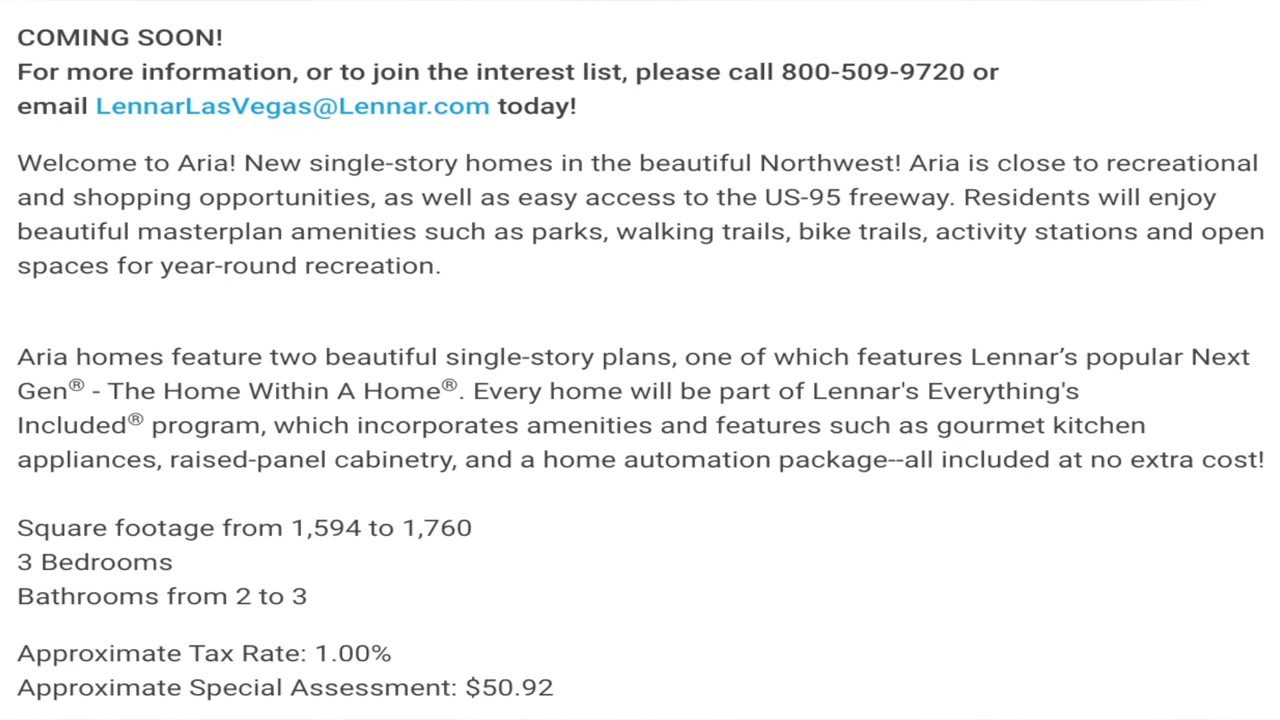 COMING SOON!
For more information, or to join the interest list, please call 800-509-9720 or
email LennarLasVegas@Lennar.com today!
Welcome to Aria! New single-story homes in the beautiful Northwest! Aria is close to recreational
and shopping opportunities, as well as easy access to the US-95 freeway. Residents will enjoy
beautiful masterplan amenities such as parks, walking trails, bike trails, activity stations and open
spaces for year-round recreation.
Aria homes feature two beautiful single-story plans, one of which features Lennar’s popular Next
Gen® - The Home Within A Home®. Every home will be part of Lennar's Everything's
Included® program, which incorporates amenities and features such as gourmet kitchen
appliances, raised-panel cabinetry, and a home automation package--all included at no extra cost!
Square footage from 1,594 to 1,760
3 Bedrooms
Bathrooms from 2 to 3
Approximate Tax Rate: 1.00%
Approximate Special Assessment: $50.92